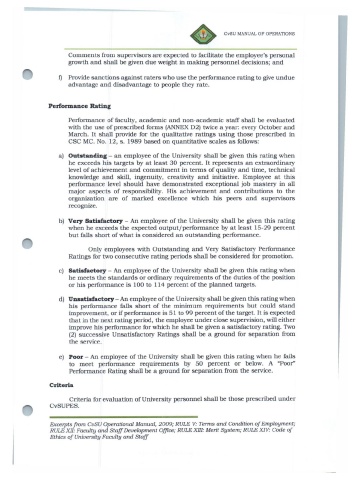 CvSU MANUAL OF OPERATIONS
Comments from supervisors are expected to facilitate the employee's personal
growth and shall be given due weight in making personnel decisions; and
f) Provide sanctions against raters who use the performance rating to give undue
advantage and disadvantage to people they rate.
Performance Rating
Performance of faculty, academic and non-academic staff shall be evaluated
with the use of prescribed forms (ANNEX D2) twice a year: every October and
March. It shall provide for the qualitative ratings using those prescribed in
CSC MC. No. 12, s. 1989 based on quantitative scales as follows:
a) Outstanding – an employee of the University shall be given this rating when
he exceeds his targets by at least 30 percent. It represents an extraordinary
level of achievement and commitment in terms of quality and time, technical
knowledge and skill, ingenuity, creativity and initiative. Employee at this
performance level should have demonstrated exceptional job mastery in all
major aspects of responsibility. His achievement and contributions to the
organization are of marked excellence which his peers and supervisors
recognize.
b) Very Satisfactory – An employee of the University shall be given this rating
when he exceeds the expected output/performance by at least 15-29 percent
but falls short of what is considered an outstanding performance.
Only employees with Outstanding and Very Satisfactory Performance
Ratings for two consecutive rating periods shall be considered for promotion.
c) Satisfactory – An employee of the University shall be given this rating when
he meets the standards or ordinary requirements of the duties of the position
or his performance is 100 to 114 percent of the planned targets.
d) Unsatisfactory – An employee of the University shall be given this rating when
his performance falls short of the minimum requirements but could stand
improvement, or if performance is 51 to 99 percent of the target. It is expected
that in the next rating period, the employee under close supervision, will either
improve his performance for which he shall be given a satisfactory rating. Two
(2) successive Unsatisfactory Ratings shall be a ground for separation from
the service.
e) Poor – An employee of the University shall be given this rating when he fails
to meet performance requirements by 50 percent or below. A "Poor"
Performance Rating shall be a ground for separation from the service.
Criteria
Criteria for evaluation of University personnel shall be those prescribed under
CvSUPES.
Excerpts from CvSU Operational Manual, 2009; RULE V: Terms and Condition of Employment;
RULE XII: Faculty and Staff Development Office; RULE XIII: Merit System; RULE XIV: Code of
Ethics of University Faculty and Staff